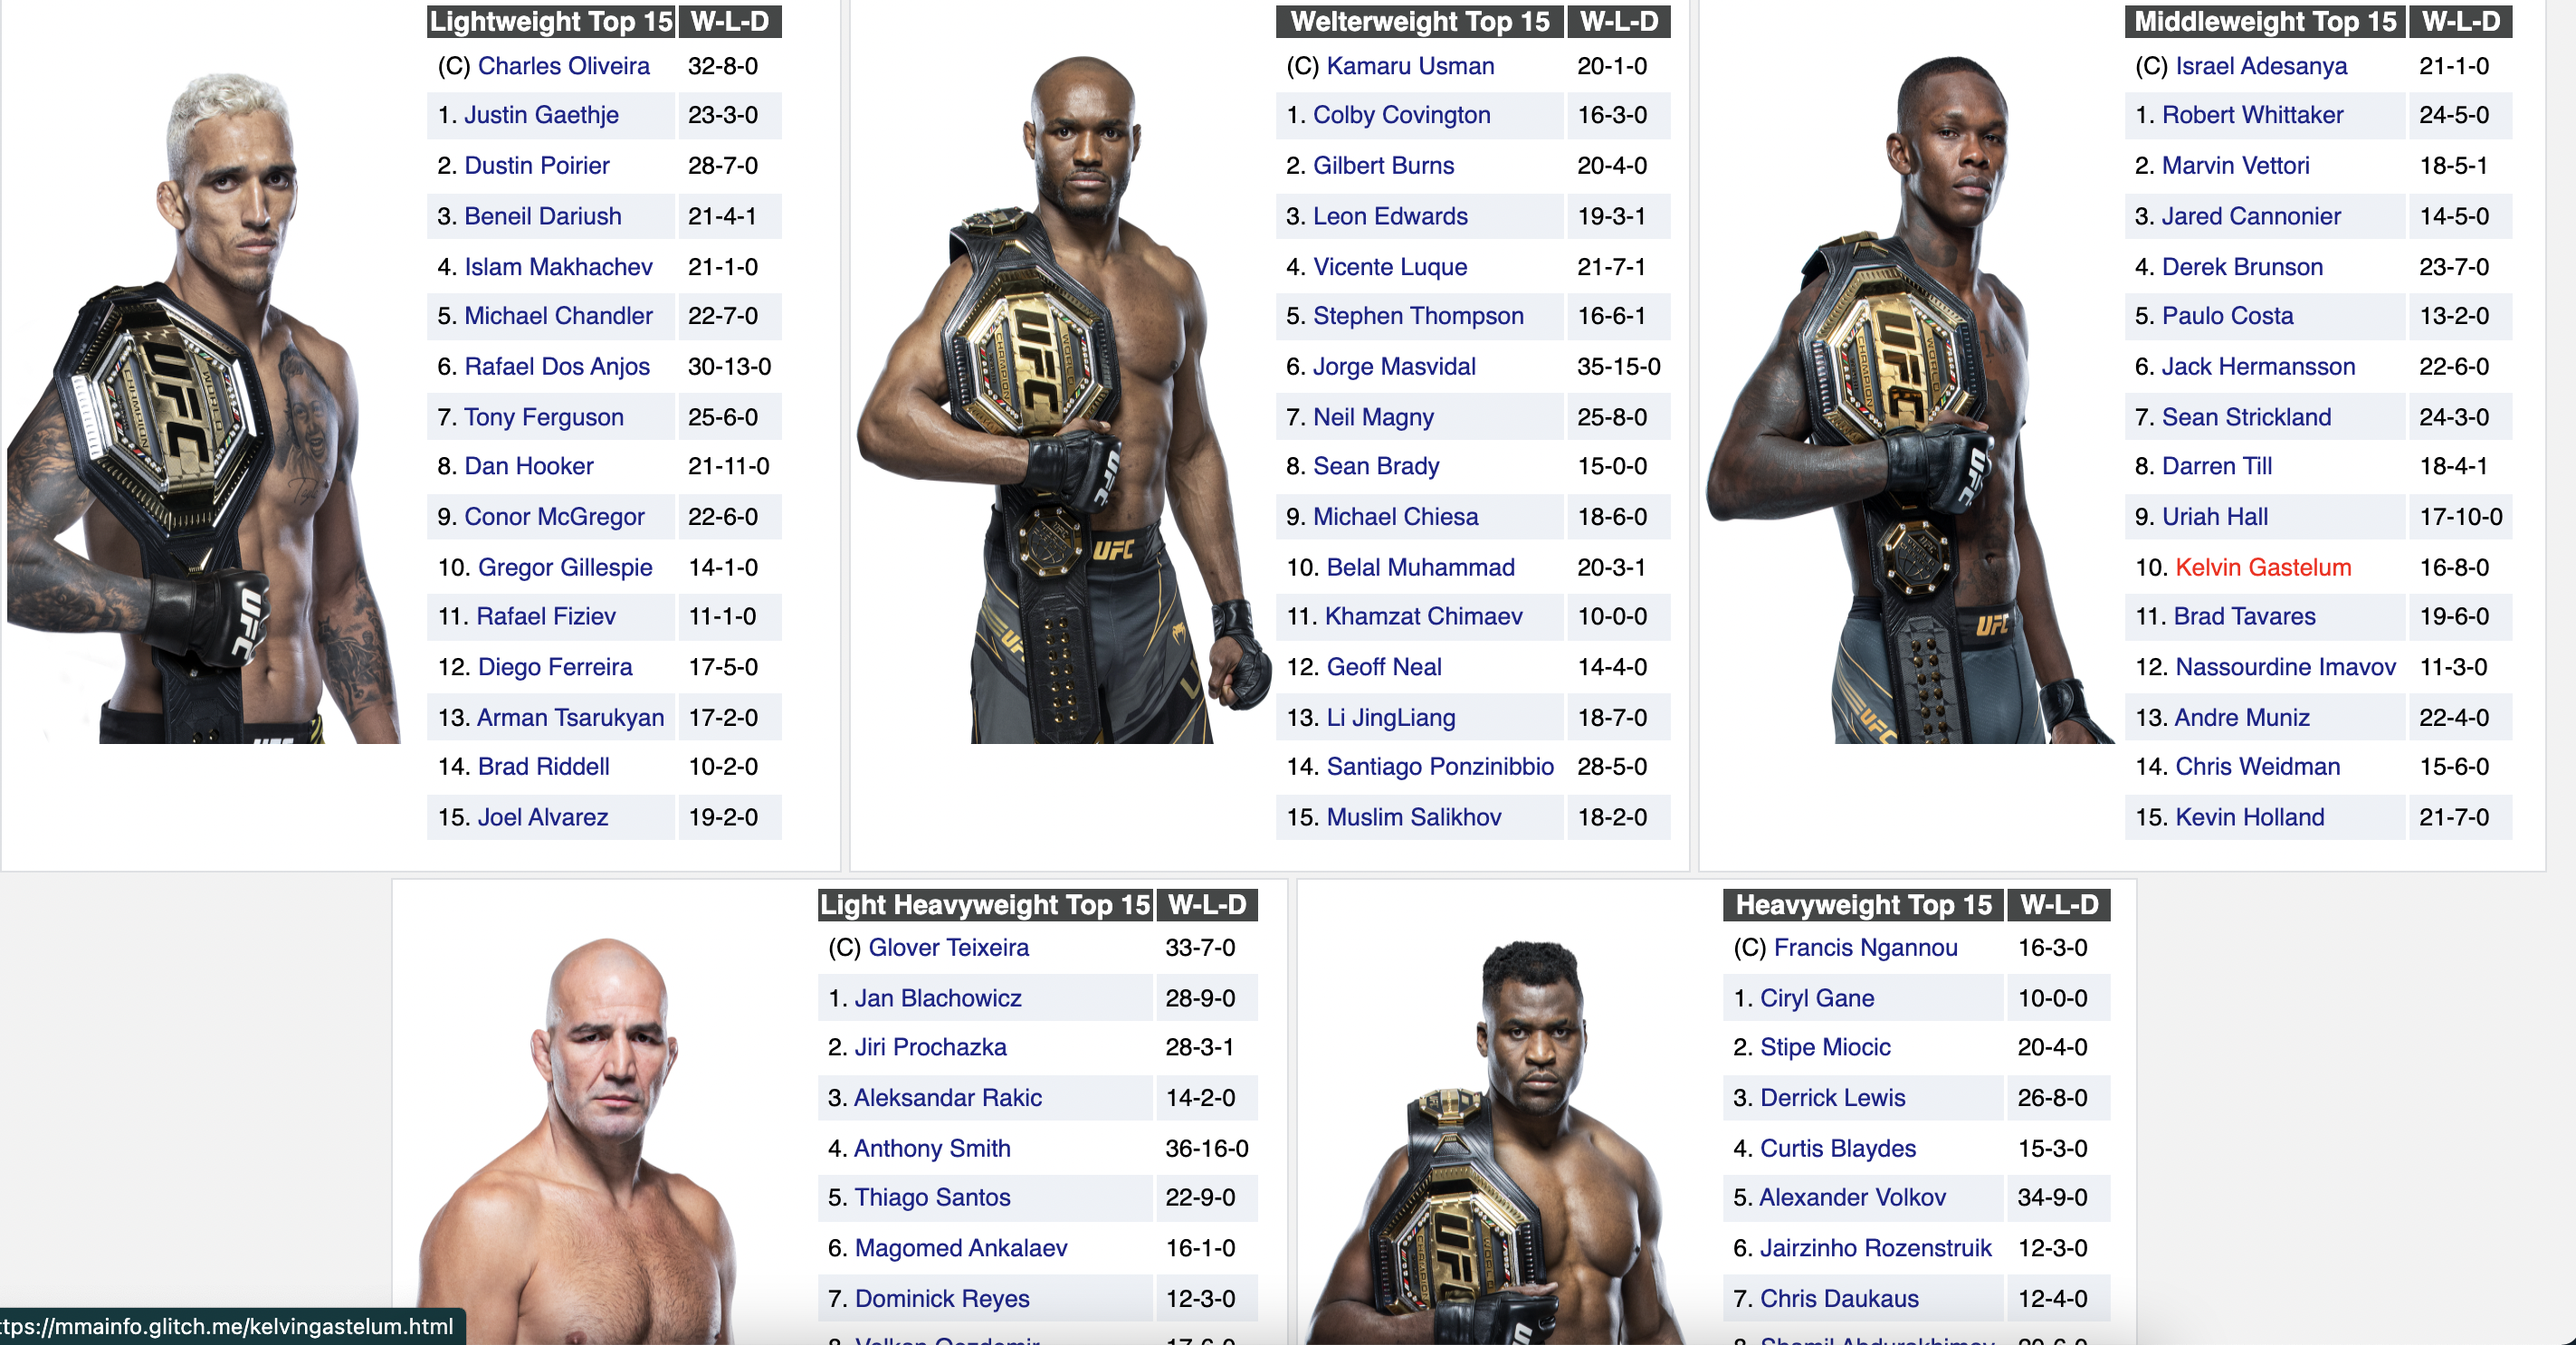 Lightweight Top 15 W-L-D
(C) Charles Oliveira 32-8-0
1. Justin Gaethje 23-3-0
2. Dustin Poirier 28-7-0
3. Beneil Dariush 21-4-1
4. Islam Makhachev 21-1-0
5. Michael Chandler 22-7-0
6. Rafael Dos Anjos 30-13-0
7. Tony Ferguson 25-6-0
8. Dan Hooker 21-11-0
9. Conor McGregor 22-6-0
10. Gregor Gillespie 14-1-0
11. Rafael Fiziev 11-1-0
12. Diego Ferreira 17-5-0
13. Arman Tsarukyan 17-2-0
14. Brad Riddell 10-2-0
15. Joel Alvarez 19-2-0
UFC
WORLD
CHAMPION
UFC
Welterweight Top 15 W-L-D
(C) Kamaru Usman 20-1-0
1. Colby Covington 16-3-0
2. Gilbert Burns 20-4-0
3. Leon Edwards 19-3-1
4. Vicente Luque 21-7-1
5. Stephen Thompson 16-6-1
6. Jorge Masvidal 35-15-0
7. Neil Magny 25-8-0
8. Sean Brady 15-0-0
9. Michael Chiesa 18-6-0
10. Belal Muhammad 20-3-1
11. Khamzat Chimaev 10-0-0
12. Geoff Neal 14-4-0
13. Li JingLiang 18-7-0
14. Santiago Ponzinibbio 28-5-0
15. Muslim Salikhov 18-2-0
UFC
WORLD
CHAMPION
UFC
UFC
Middleweight Top 15 W-L-D
(C) Israel Adesanya 21-1-0
1. Robert Whittaker 24-5-0
2. Marvin Vettori 18-5-1
3. Jared Cannonier 14-5-0
4. Derek Brunson 23-7-0
5. Paulo Costa 13-2-0
6. Jack Hermansson 22-6-0
7. Sean Strickland 24-3-0
8. Darren Till 18-4-1
9. Uriah Hall 17-10-0
10. Kelvin Gastelum 16-8-0
11. Brad Tavares 19-6-0
12. Nassourdine Imavov 11-3-0
13. Andre Muniz 22-4-0
14. Chris Weidman 15-6-0
15. Kevin Holland 21-7-0
UFC
WORLD
CHAMPION
UFC
UFC
UFC
Light Heavyweight Top 15 W-L-D
(C) Glover Teixeira 33-7-0
1. Jan Blachowicz 28-9-0
2. Jiri Prochazka 28-3-1
3. Aleksandar Rakic 14-2-0
4. Anthony Smith 36-16-0
5. Thiago Santos 22-9-0
6. Magomed Ankalaev 16-1-0
7. Dominick Reyes 12-3-0
Heavyweight Top 15 W-L-D
(C) Francis Ngannou 16-3-0
1. Ciryl Gane 10-0-0
2. Stipe Miocic 20-4-0
3. Derrick Lewis 26-8-0
4. Curtis Blaydes 15-3-0
5. Alexander Volkov 34-9-0
6. Jairzinho Rozenstruik 12-3-0
7. Chris Daukaus 12-4-0
UFC
WORLD
CHAMPION
ttps://mmainfo.glitch.me/kelvingastelum.html